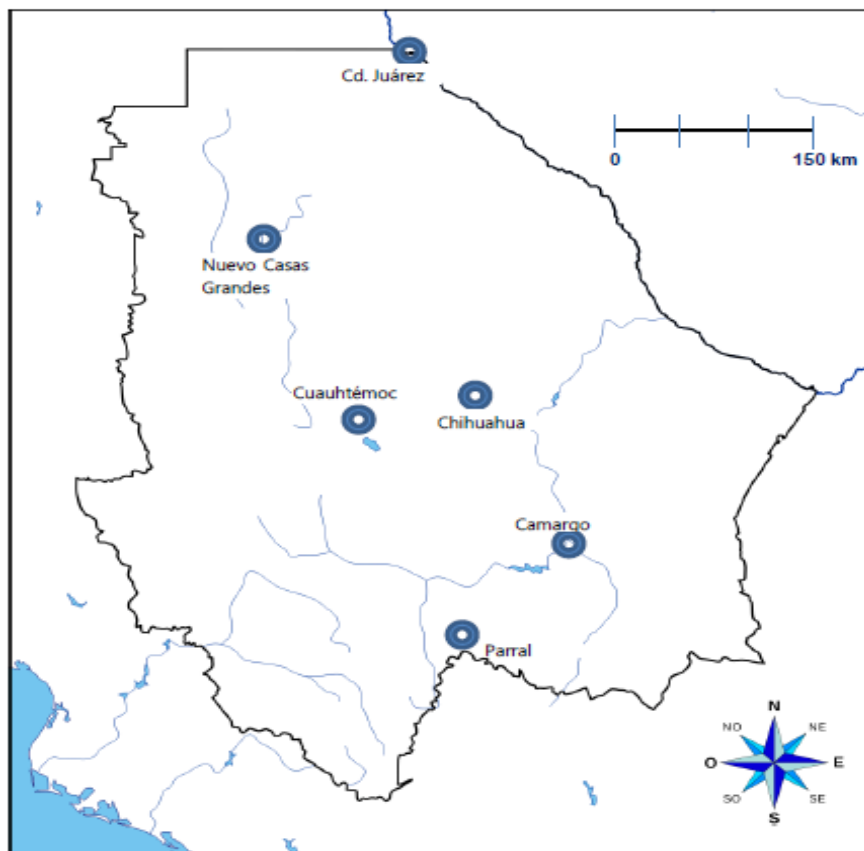 Cd. Juárez
0 150 km
Nuevo Casas
Grandes
Cuauhtémoc
Chihuahua
Camargo
Parral
N
NO NE
O E
SO SE
S